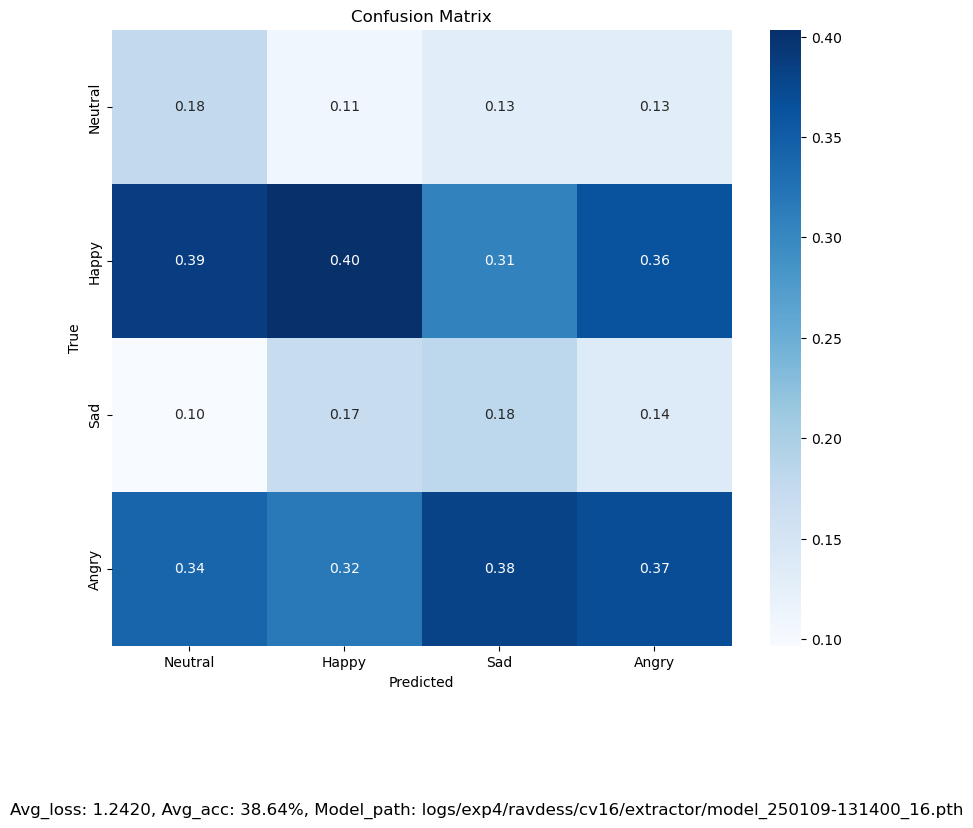 Confusion Matrix
0.40
Neutral 0.18 0.11 0.13 0.13
0.35
Happy 0.39 0.40 0.31 0.36
0.30
0.25
True
Sad 0.10 0.17 0.18 0.14
0.20
0.15
Angry 0.34 0.32 0.38 0.37
0.10
Neutral Happy Sad Angry
Predicted
Avg_loss: 1.2420, Avg_acc: 38.64%, Model_path: logs/exp4/ravdess/cv16/extractor/model_250109-131400_16.pth